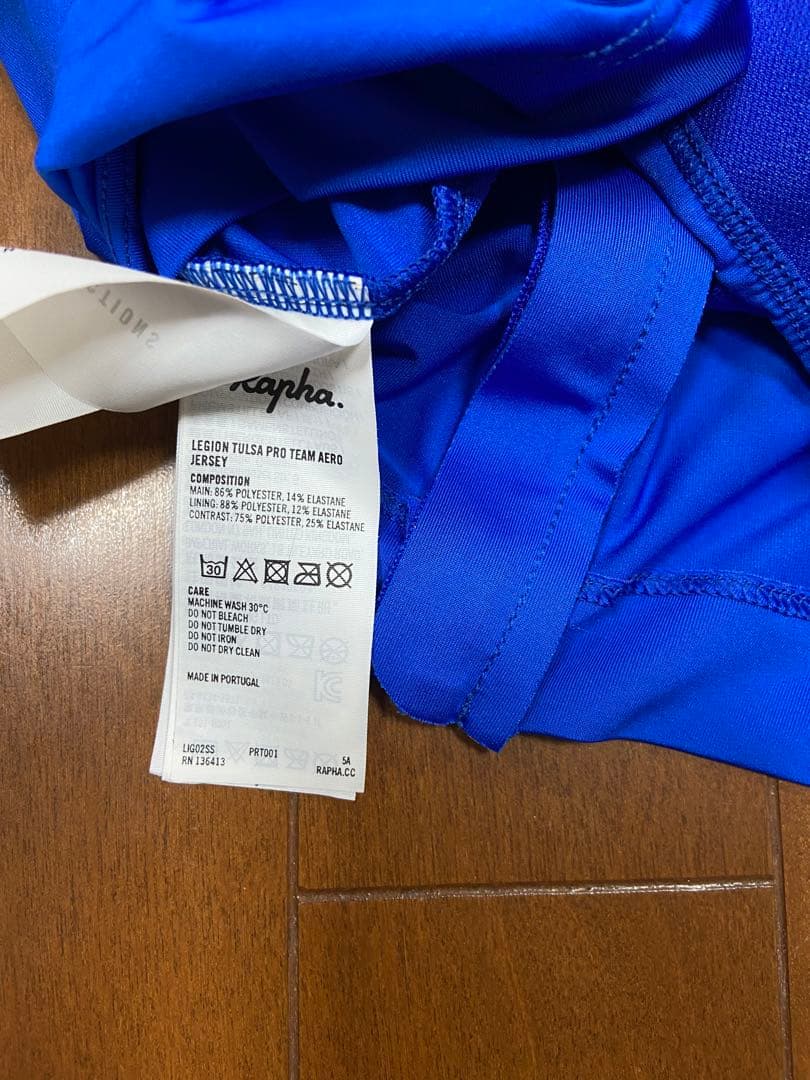 Rapha.
LEGION TULSA PRO TEAM AERO
JERSEY
COMPOSITION
MAIN: 86% POLYESTER, 14% ELASTANE
LINING: 88% POLYESTER, 12% ELASTANE
CONTRAST: 75% POLYESTER, 25% ELASTANE
30
CARE
MACHINE WASH 30°C
DO NOT BLEACH
DO NOT TUMBLE DRY
DO NOT IRON
DO NOT DRY CLEAN
MADE IN PORTUGAL
LIG02SS PRT001 5A
RN 136413 RAPHA.CC